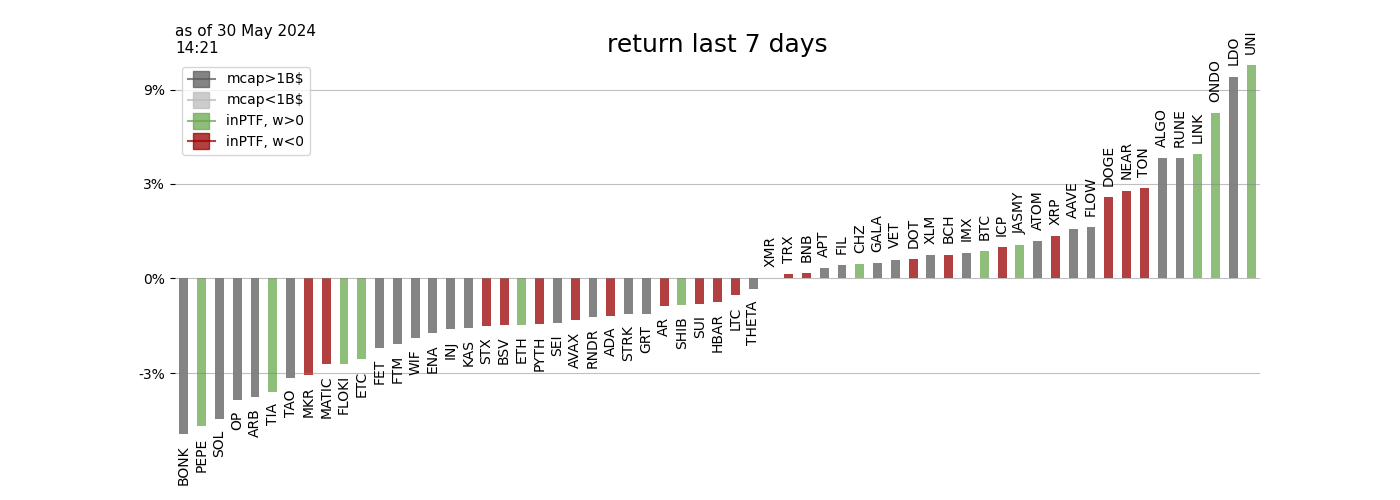 as of 30 May 2024
14:21
return last 7 days
mcap>1B$
mcap<1B$
inPTF, w>0
inPTF, w<0
9%
3%
0%
-3%
BONK
PEPE
SOL
OP
ARB
TIA
TAO
MKR
MATIC
FLOKI
ETC
FET
FTM
WIF
ENA
INJ
KAS
STX
BSV
ETH
PYTH
SEI
AVAX
RNDR
ADA
STRK
GRT
AR
SHIB
SUI
HBAR
LTC
THETA
XMR
TRX
BNB
APT
FIL
CHZ
GALA
VET
DOT
XLM
BCH
IMX
BTC
ICP
JASMY
ATOM
XRP
AAVE
FLOW
DOGE
NEAR
TON
ALGO
RUNE
LINK
ONDO
LDO
UNI